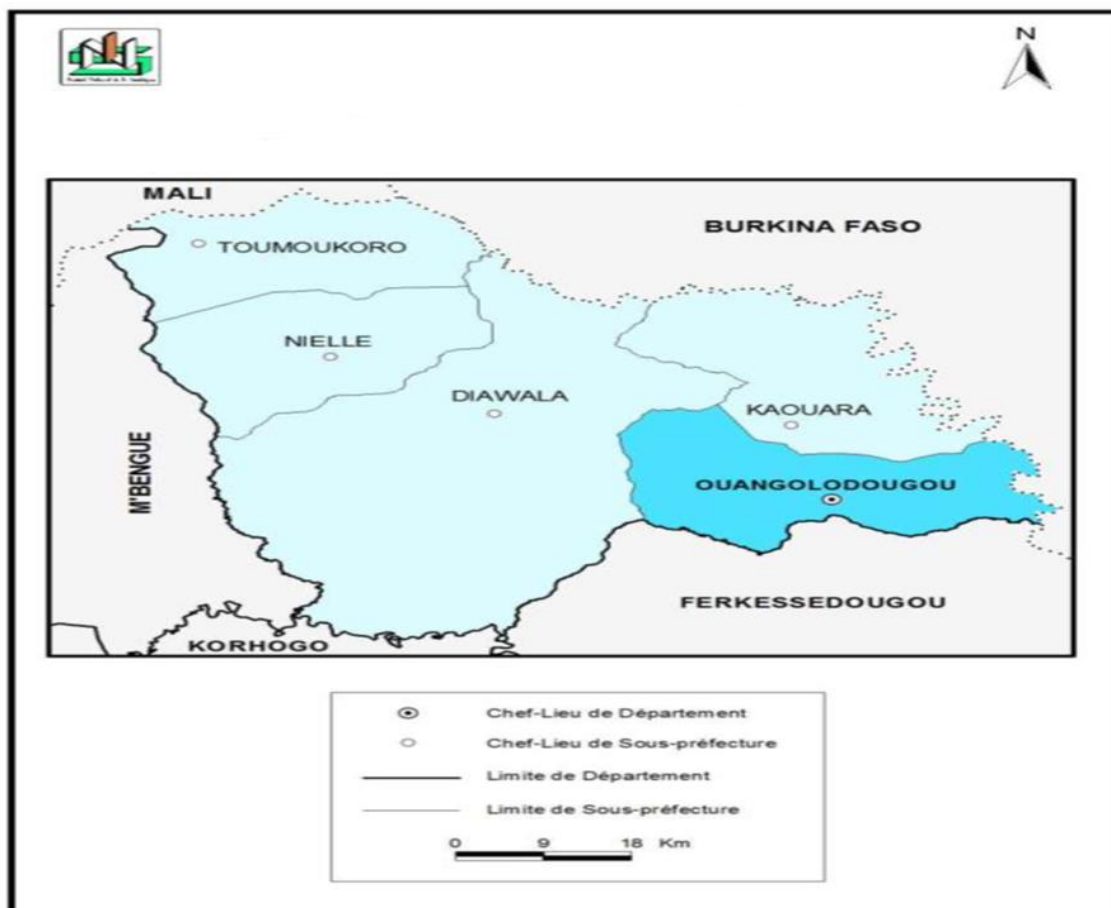 N
MALI
BURKINA FASO
TOUMOUKORO
NIELLE
DIAWALA
KAOUARA
M'BENGUE
OUANGOLODOUGOU
FERKESSEDOUGOU
KORHOGO
Chef-Lieu de Département
Chef-Lieu de Sous-préfecture
Limite de Département
Limite de Sous-préfecture
0 9 18 Km